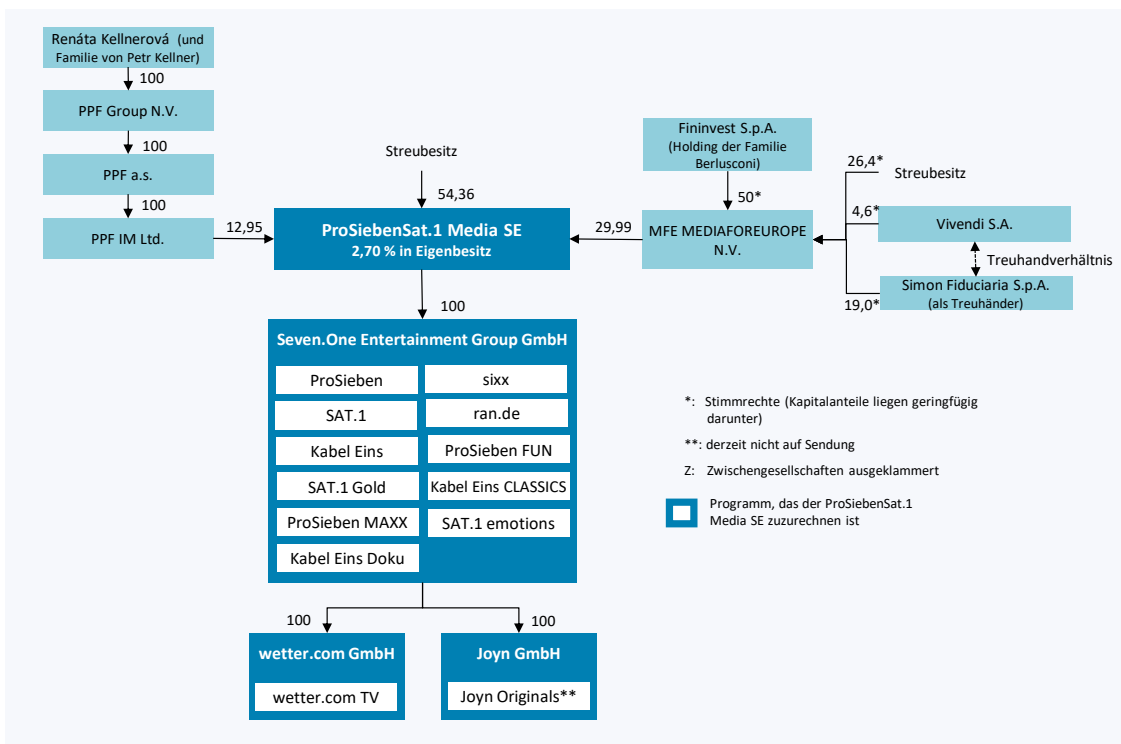 Renáta Kellnerová (und
Familie von Petr Kellner)
100
PPF Group N.V.
100
PPF a.s.
100
PPF IM Ltd.
12,95
Streubesitz
54,36
ProSiebenSat.1 Media SE
2,70 % in Eigenbesitz
29,99
Fininvest S.p.A.
(Holding der Familie
Berlusconi)
50*
MFE MEDIAFOREUROPE
N.V.
26,4*
Streubesitz
4,6*
Vivendi S.A.
Treuhandverhältnis
19,0*
Simon Fiduciaria S.p.A.
(als Treuhänder)
100
Seven.One Entertainment Group GmbH
ProSieben
sixx
SAT.1
ran.de
Kabel Eins
ProSieben FUN
SAT.1 Gold
Kabel Eins CLASSICS
ProSieben MAXX
SAT.1 emotions
Kabel Eins Doku
*: Stimmrechte (Kapitalanteile liegen geringfügig
darunter)
**: derzeit nicht auf Sendung
Z: Zwischengesellschaften ausgeklammert
Programm, das der ProSiebenSat.1
Media SE zuzurechnen ist
100
100
wetter.com GmbH
wetter.com TV
Joyn GmbH
Joyn Originals**